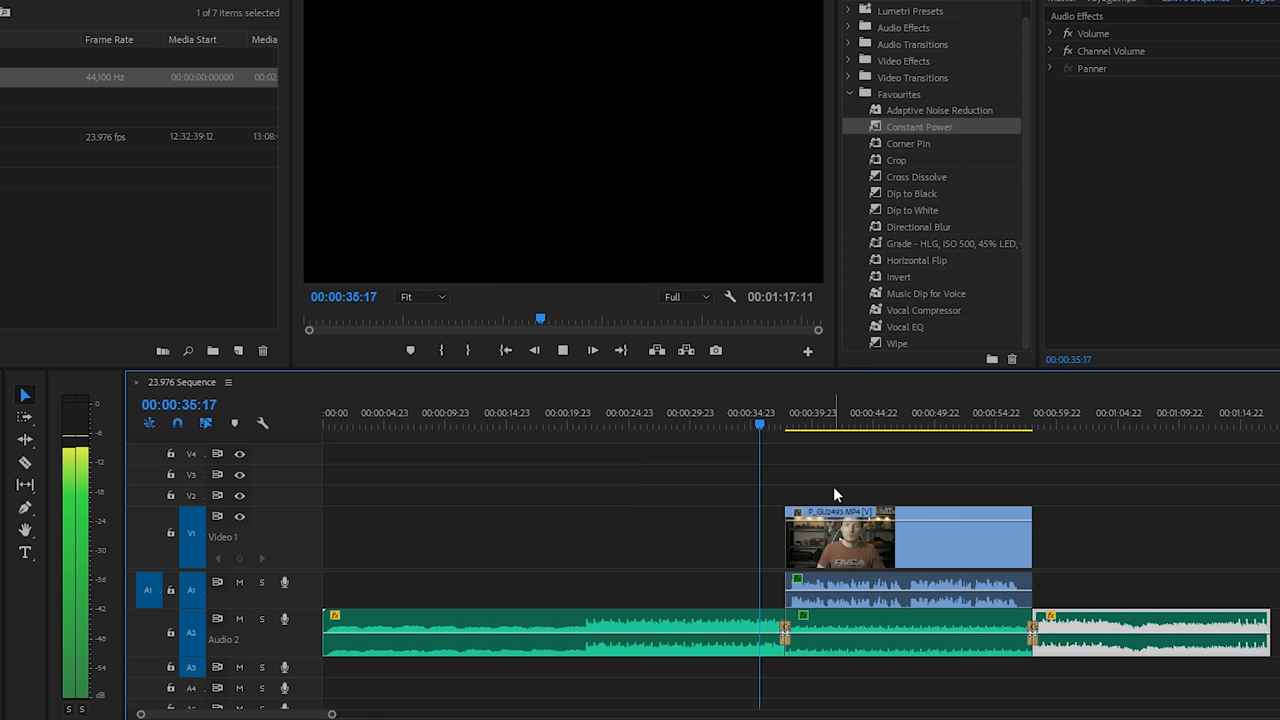 1 of 7 items selected
Frame Rate Media Start Media
44,100 Hz 00:00:00:00000 00:02
23.976 fps 12:32:39:12 13:08:
00:00:35:17 Fit Full 00:01:17:11
Lumetri Presets
Audio Effects
Audio Transitions
Video Effects
Video Transitions
Favourites
Adaptive Noise Reduction
Constant Power
Corner Pin
Crop
Cross Dissolve
Dip to Black
Dip to White
Directional Blur
Grade - HLG, ISO 500, 45% LED,
Horizontal Flip
Invert
Music Dip for Voice
Vocal Compressor
Vocal EQ
Wipe
Audio Effects
fx Volume
fx Channel Volume
fx Panner
00:00:35:17
0
-6
-12
-18
-24
-30
-36
-42
-48
-54
dB
S S
× 23.976 Sequence
00:00:35:17
:00:00 00:00:04:23 00:00:09:23 00:00:14:23 00:00:19:23 00:00:24:23 00:00:29:23 00:00:34:23 00:00:39:23 00:00:44:22 00:00:49:22 00:00:54:22 00:00:59:22 00:01:04:22 00:01:09:22 00:01:14:22
V4
V3
V2
V1 Video 1
P_GU2493.MP4 [V]
RVCA
A1 A1 M S
A2 M S
Audio 2
A3 M S
A4 M S